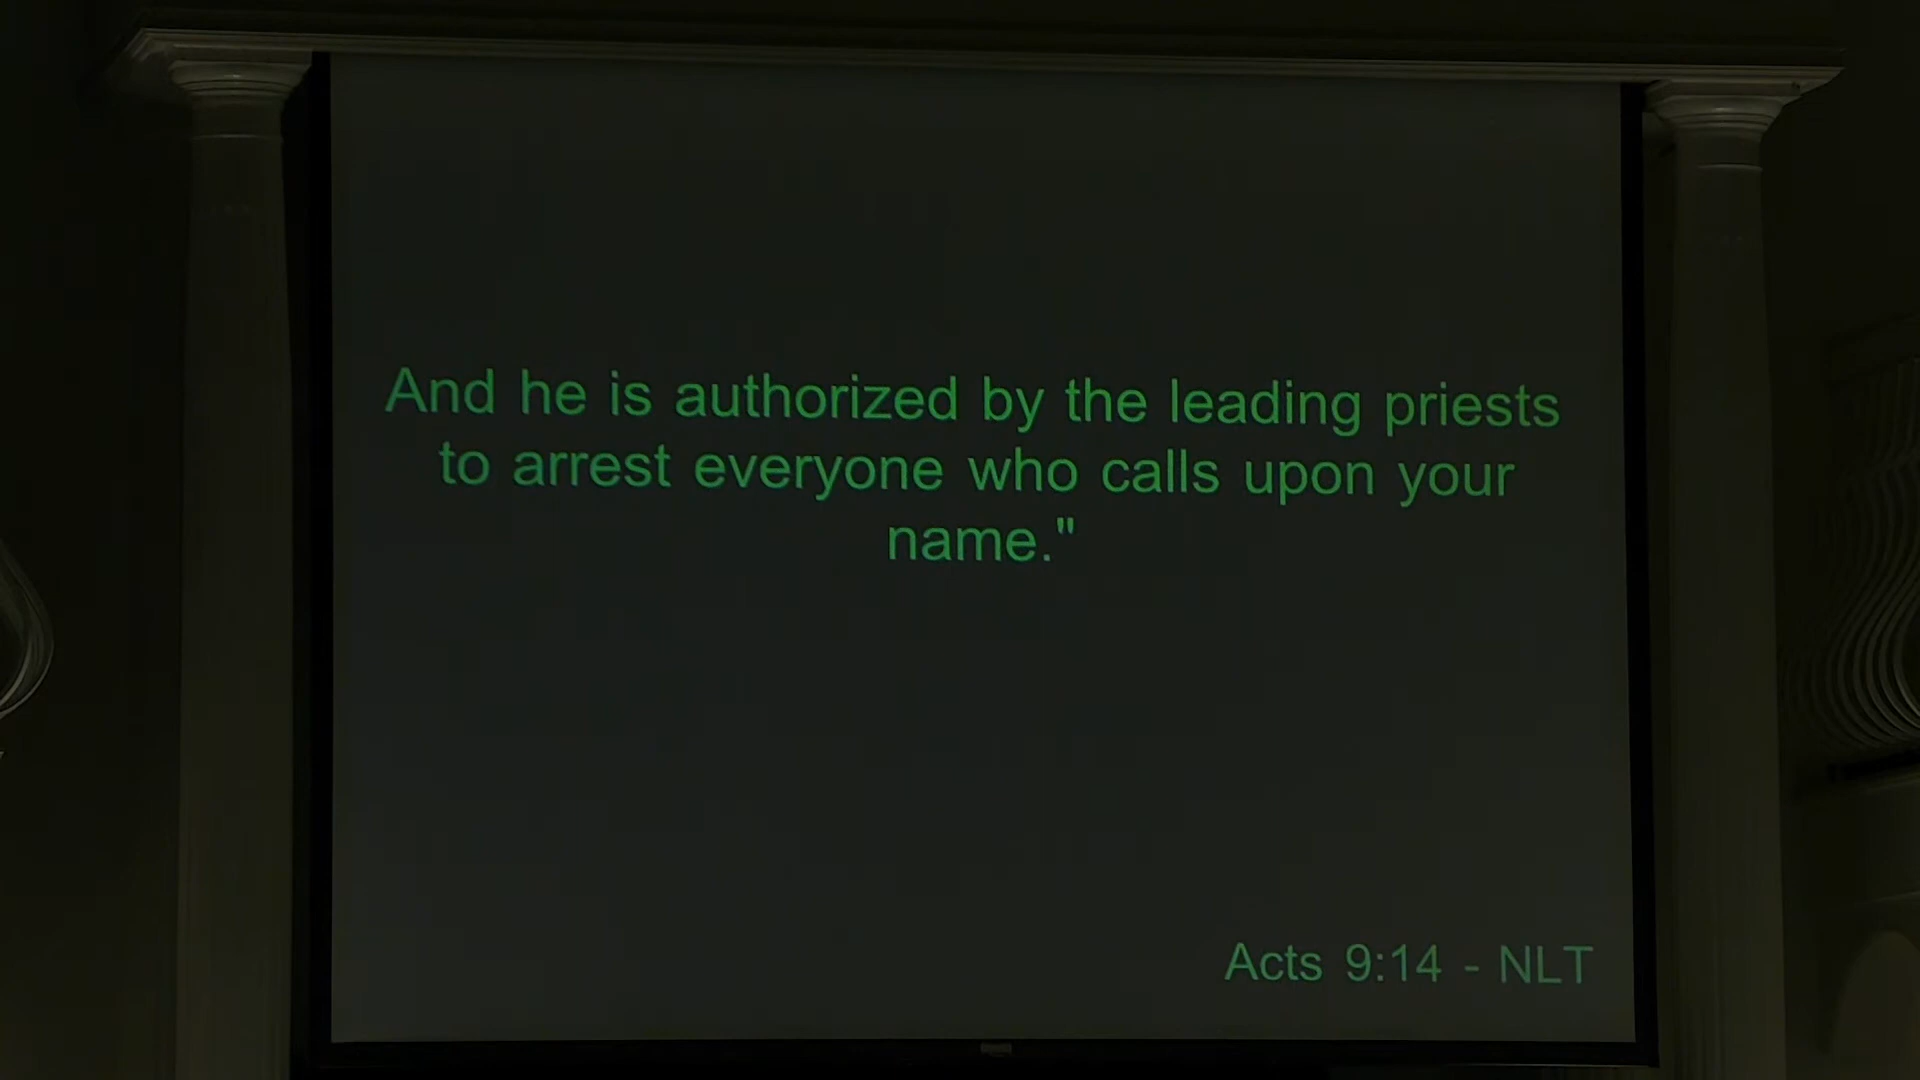 And he is authorized by the leading priests
to arrest everyone who calls upon your
name."
Acts 9:14 - NLT